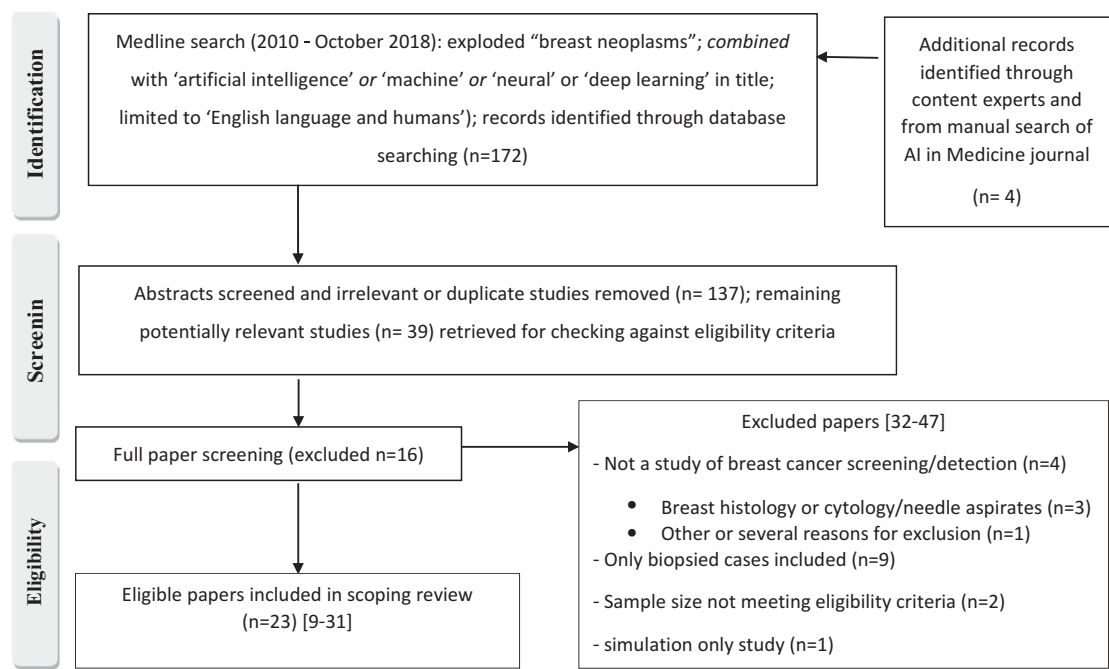 Identification
Medline search (2010 - October 2018): exploded “breast neoplasms”; combined
with ‘artificial intelligence’ or ‘machine’ or ‘neural’ or ‘deep learning’ in title;
limited to ‘English language and humans’); records identified through database
searching (n=172)
Additional records
identified through
content experts and
from manual search of
AI in Medicine journal
(n= 4)
Screenin
Abstracts screened and irrelevant or duplicate studies removed (n= 137); remaining
potentially relevant studies (n= 39) retrieved for checking against eligibility criteria
Full paper screening (excluded n=16)
Excluded papers [32-47]
- Not a study of breast cancer screening/detection (n=4)
• Breast histology or cytology/needle aspirates (n=3)
• Other or several reasons for exclusion (n=1)
- Only biopsied cases included (n=9)
- Sample size not meeting eligibility criteria (n=2)
- simulation only study (n=1)
Eligibility
Eligible papers included in scoping review
(n=23) [9-31]